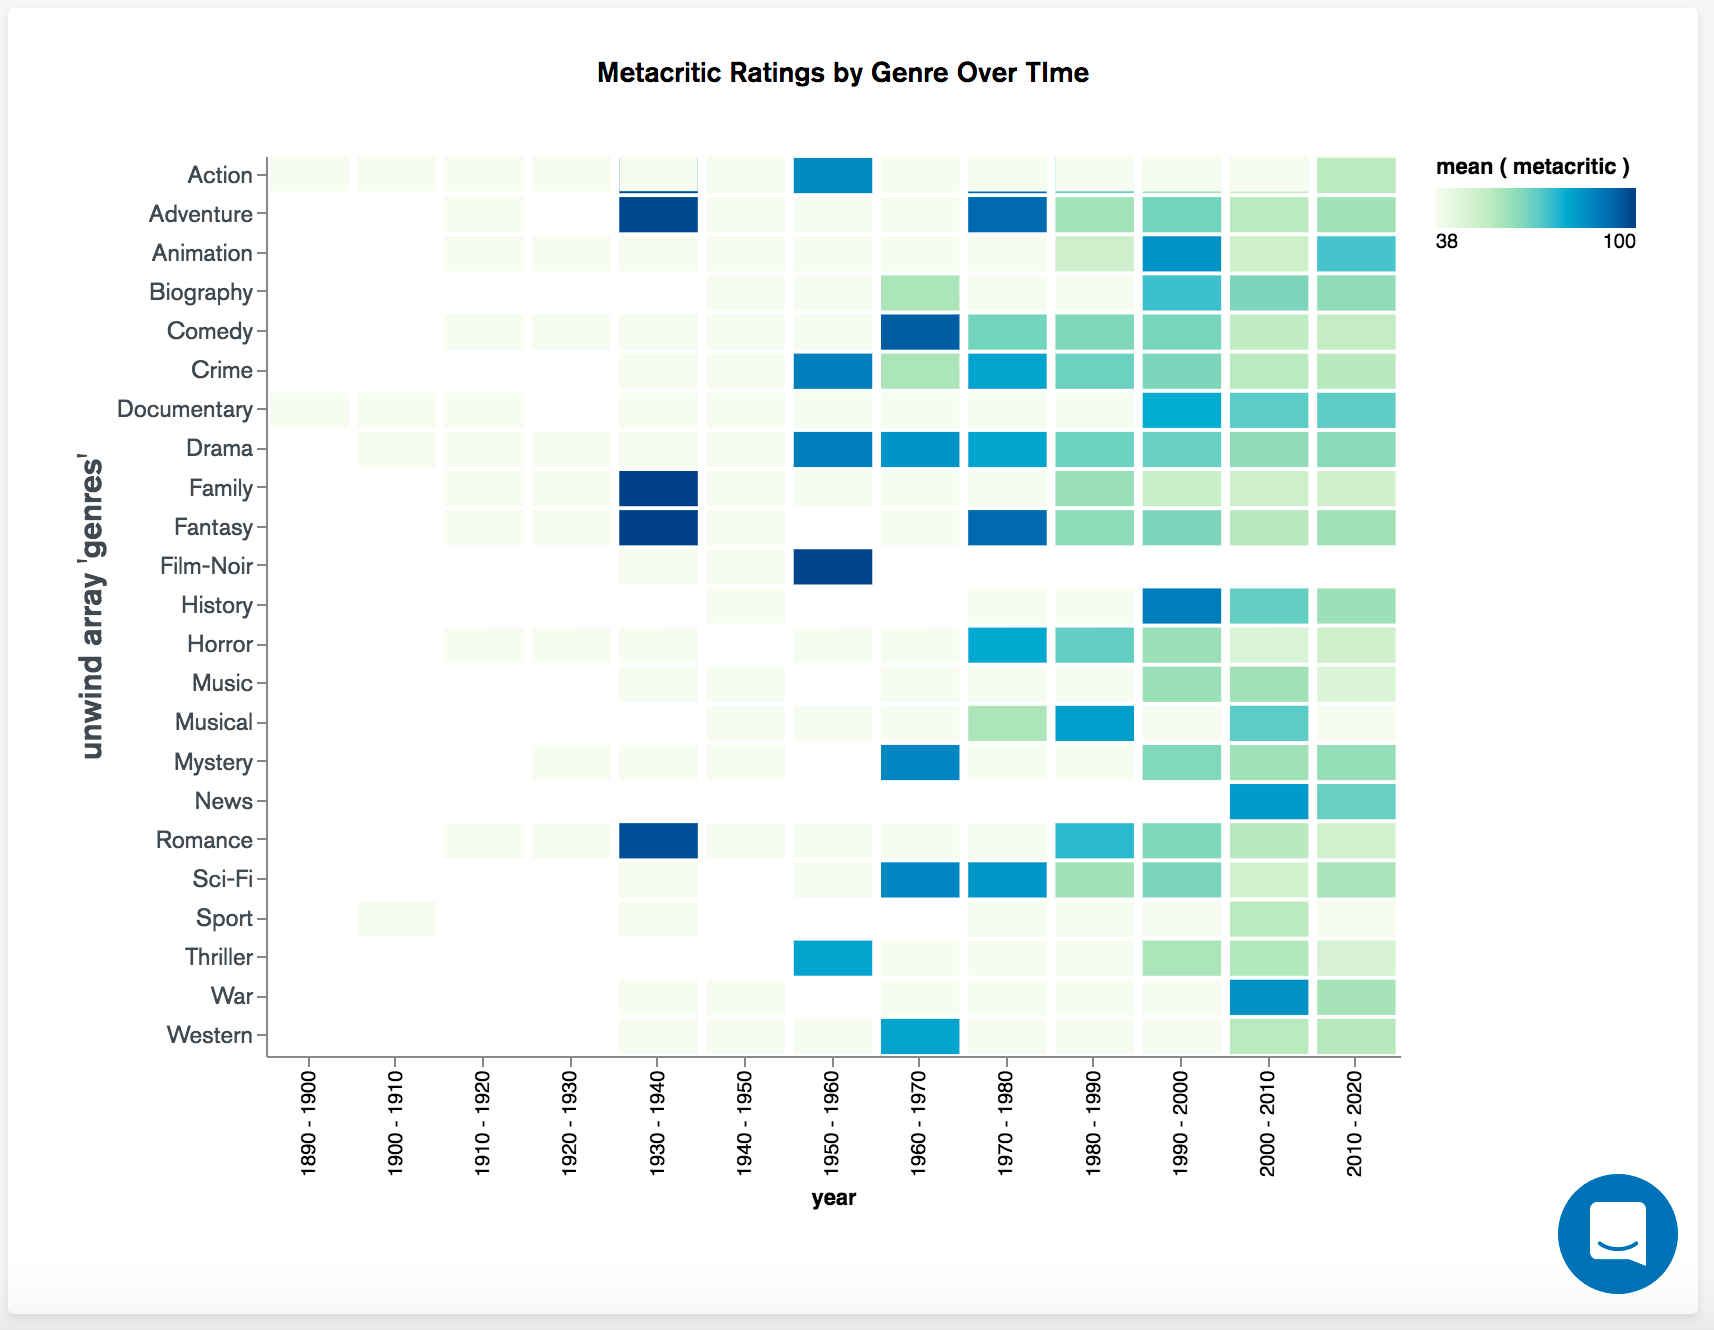 Metacritic Ratings by Genre Over TIme
mean ( metacritic )
38 100
unwind array 'genres'
Action
Adventure
Animation
Biography
Comedy
Crime
Documentary
Drama
Family
Fantasy
Film-Noir
History
Horror
Music
Musical
Mystery
News
Romance
Sci-Fi
Sport
Thriller
War
Western
1890 - 1900
1900 - 1910
1910 - 1920
1920 - 1930
1930 - 1940
1940 - 1950
1950 - 1960
1960 - 1970
1970 - 1980
1980 - 1990
1990 - 2000
2000 - 2010
2010 - 2020
year